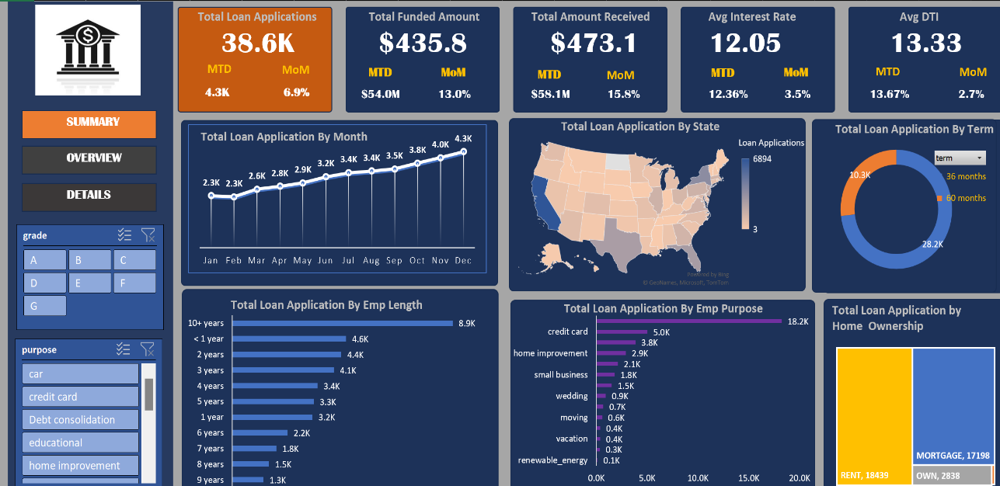 Total Loan Applications
38.6K
MTD
MoM
4.3K
6.9%
Total Funded Amount
$435.8
MTD
MoM
$54.0M
13.0%
Total Amount Received
$473.1
MTD
MoM
$58.1M
15.8%
Avg Interest Rate
12.05
MTD
MoM
12.36%
3.5%
Avg DTI
13.33
MTD
MoM
13.67%
2.7%
SUMMARY
OVERVIEW
DETAILS
grade
A
B
C
D
E
F
G
purpose
car
credit card
Debt consolidation
educational
home improvement
Total Loan Application By Month
2.3K 2.3K 2.6K 2.8K 2.9K 3.2K 3.4K 3.4K 3.5K 3.8K 4.0K 4.3K
Jan Feb Mar Apr May Jun Jul Aug Sep Oct Nov Dec
Total Loan Application By State
Loan Applications
6894
3
Powered by Bing
© GeoNames, Microsoft, TomTom
Total Loan Application By Term
term
36 months
60 months
10.3K
28.2K
Total Loan Application By Emp Length
10+ years 8.9K
< 1 year 4.6K
2 years 4.4K
3 years 4.1K
4 years 3.4K
5 years 3.3K
1 year 3.2K
6 years 2.2K
7 years 1.8K
8 years 1.5K
9 years 1.3K
Total Loan Application By Emp Purpose
18.2K
credit card 5.0K
3.8K
home improvement 2.9K
2.1K
small business 1.8K
1.5K
wedding 0.9K
0.7K
moving 0.6K
0.4K
vacation 0.4K
0.3K
renewable_energy 0.1K
0.0K 5.0K 10.0K 15.0K 20.0K
Total Loan Application by
Home Ownership
RENT, 18439
MORTGAGE, 17198
OWN, 2838